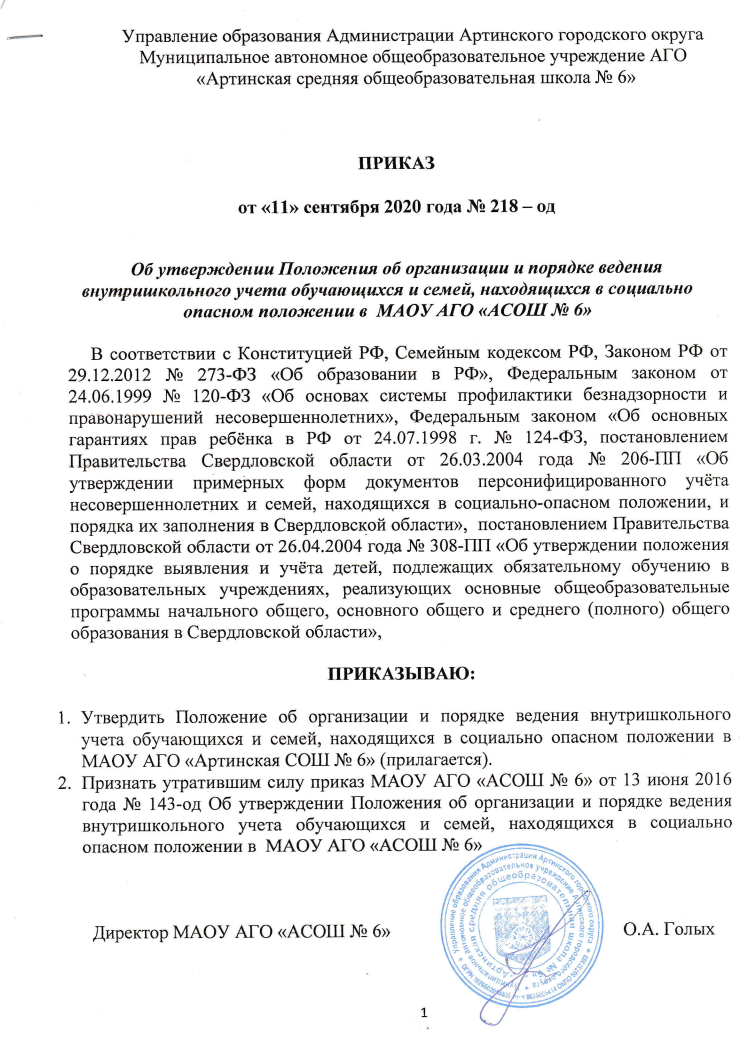 Управление образования Администрации Артинского городского округа
Муниципальное автономное общеобразовательное учреждение АГО
«Артинская средняя общеобразовательная школа № 6»
ПРИКАЗ
от «11» сентября 2020 года № 218 – од
Об утверждении Положения об организации и порядке ведения
внутришкольного учета обучающихся и семей, находящихся в социально
опасном положении в МАОУ АГО «АСОШ № 6»
В соответствии с Конституцией РФ, Семейным кодексом РФ, Законом РФ от
29.12.2012 № 273-ФЗ «Об образовании в РФ», Федеральным законом от
24.06.1999 № 120-ФЗ «Об основах системы профилактики безнадзорности и
правонарушений несовершеннолетних», Федеральным законом «Об основных
гарантиях прав ребёнка в РФ от 24.07.1998 г. № 124-ФЗ, постановлением
Правительства Свердловской области от 26.03.2004 года № 206-ПП «Об
утверждении примерных форм документов персонифицированного учёта
несовершеннолетних и семей, находящихся в социально-опасном положении, и
порядка их заполнения в Свердловской области», постановлением Правительства
Свердловской области от 26.04.2004 года № 308-ПП «Об утверждении положения
о порядке выявления и учёта детей, подлежащих обязательному обучению в
образовательных учреждениях, реализующих основные общеобразовательные
программы начального общего, основного общего и среднего (полного) общего
образования в Свердловской области»,
ПРИКАЗЫВАЮ:
1. Утвердить Положение об организации и порядке ведения внутришкольного
учета обучающихся и семей, находящихся в социально опасном положении в
МАОУ АГО «Артинская СОШ № 6» (прилагается).
2. Признать утратившим силу приказ МАОУ АГО «АСОШ № 6» от 13 июня 2016
года № 143-од Об утверждении Положения об организации и порядке ведения
внутришкольного учета обучающихся и семей, находящихся в социально
опасном положении в МАОУ АГО «АСОШ № 6»
Директор МАОУ АГО «АСОШ № 6»
О.А. Голых
Управление образования Администрации Артинского городского округа
1